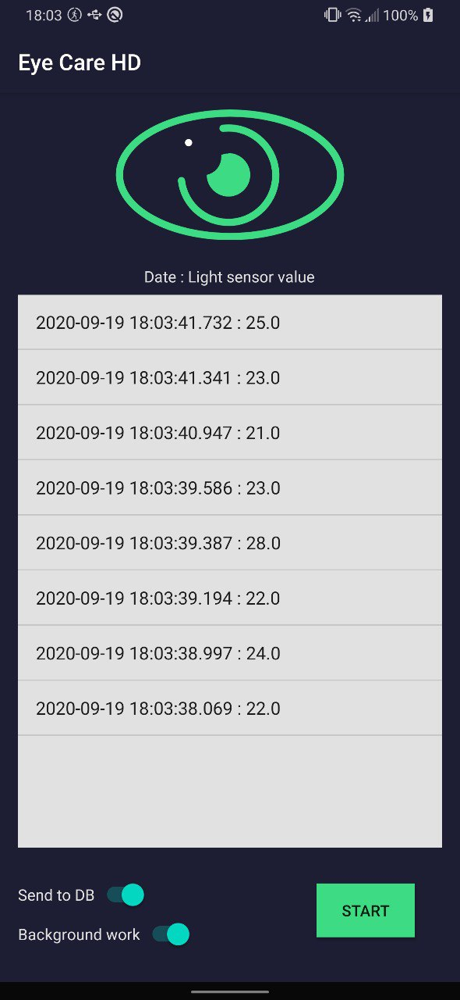 18:03 100%
Eye Care HD
Date : Light sensor value
2020-09-19 18:03:41.732 : 25.0
2020-09-19 18:03:41.341 : 23.0
2020-09-19 18:03:40.947 : 21.0
2020-09-19 18:03:39.586 : 23.0
2020-09-19 18:03:39.387 : 28.0
2020-09-19 18:03:39.194 : 22.0
2020-09-19 18:03:38.997 : 24.0
2020-09-19 18:03:38.069 : 22.0
Send to DB
START
Background work